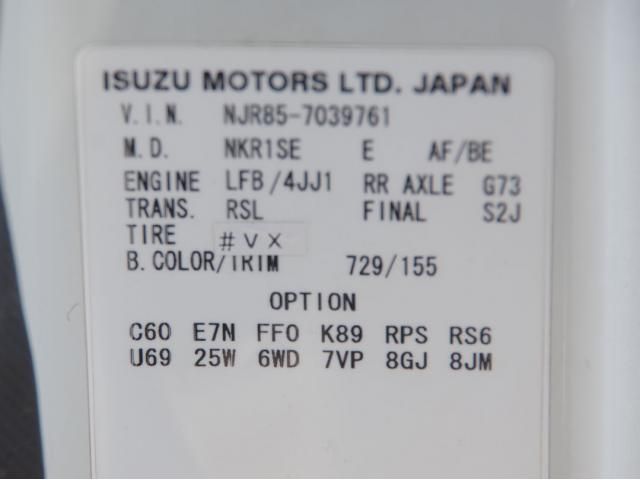 ISUZU MOTORS LTD. JAPAN
V.I.N. NJR85-7039761
M.D. NKR1SE E AF/BE
ENGINE LFB/4JJ1 RR AXLE G73
TRANS. RSL FINAL S2J
TIRE #VX
B.COLOR/TRIM 729/155
OPTION
C60 E7N FF0 K89 RPS RS6
U69 25W 6WD 7VP 8GJ 8JM